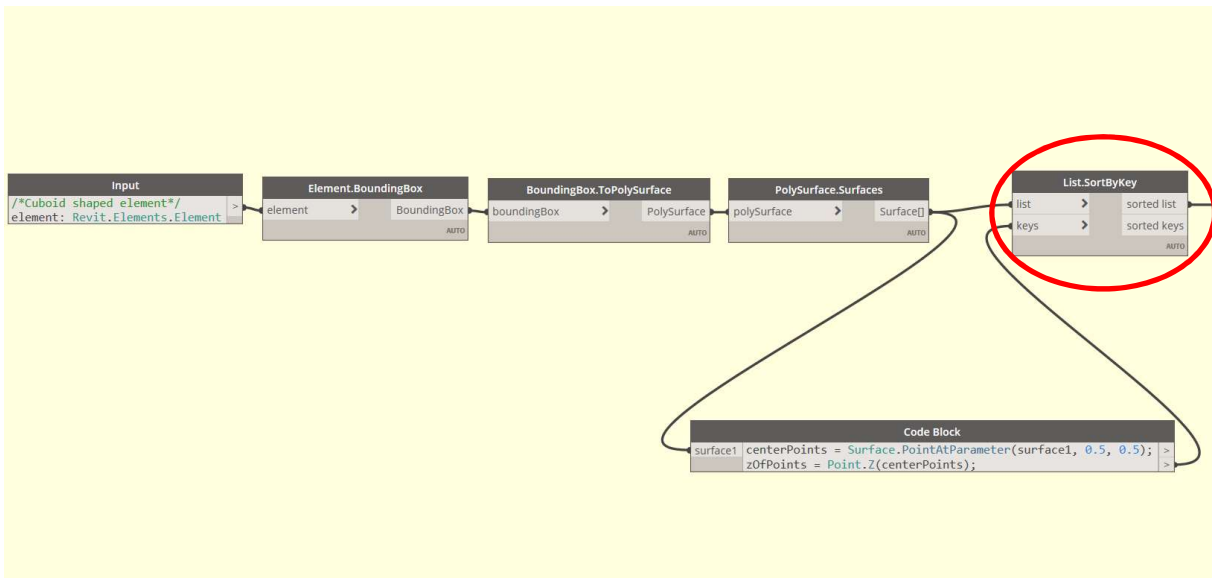 Input
/*Cuboid shaped element*/
element: Revit.Elements.Element
>
Element.BoundingBox
element > BoundingBox
AUTO
BoundingBox.ToPolySurface
boundingBox > PolySurface
AUTO
PolySurface.Surfaces
polySurface > Surface[]
AUTO
List.SortByKey
list > sorted list
keys > sorted keys
AUTO
Code Block
surface1 centerPoints = Surface.PointAtParameter(surface1, 0.5, 0.5); >
zOfPoints = Point.Z(centerPoints); >